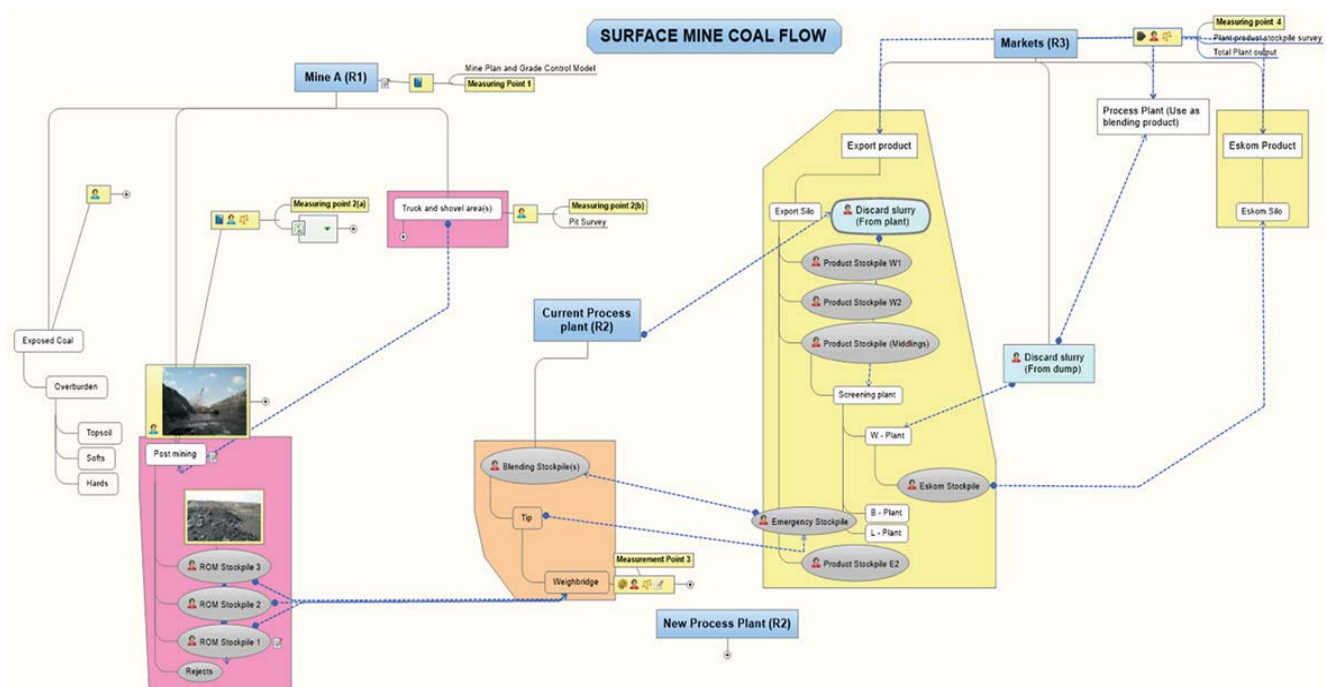 SURFACE MINE COAL FLOW
Mine A (R1)
Mine Plan and Grade Control Model
Measuring Point 1
Measuring point 2(a)
Truck and shovel area(s)
Measuring point 2(b)
Pit Survey
Exposed Coal
Overburden
Topsoil
Softs
Hards
Post mining
ROM Stockpile 3
ROM Stockpile 2
ROM Stockpile 1
Rejects
Current Process
plant (R2)
Blending Stockpile(s)
Tip
Weighbridge
Measurement Point 3
New Process Plant (R2)
Markets (R3)
Measuring point 4
Plant product stockpile survey
Total Plant output
Export product
Export Silo
Discard slurry
(From plant)
Product Stockpile W1
Product Stockpile W2
Product Stockpile (Middlings)
Screening plant
W - Plant
Eskom Stockpile
B - Plant
L - Plant
Emergency Stockpile
Product Stockpile E2
Process Plant (Use as
blending product)
Discard slurry
(From dump)
Eskom Product
Eskom Silo